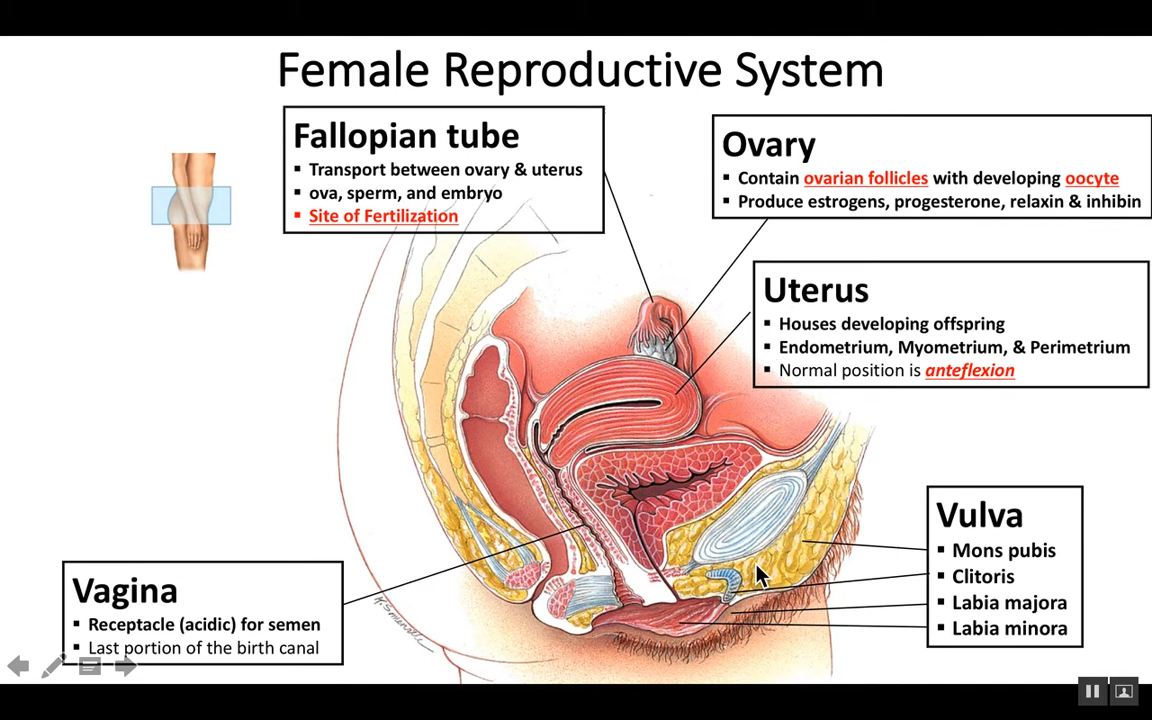 Female Reproductive System
Fallopian tube
▪ Transport between ovary & uterus
▪ ova, sperm, and embryo
▪ Site of Fertilization
Ovary
▪ Contain ovarian follicles with developing oocyte
▪ Produce estrogens, progesterone, relaxin & inhibin
Uterus
▪ Houses developing offspring
▪ Endometrium, Myometrium, & Perimetrium
▪ Normal position is anteflexion
Vulva
▪ Mons pubis
▪ Clitoris
▪ Labia majora
▪ Labia minora
Vagina
▪ Receptacle (acidic) for semen
▪ Last portion of the birth canal